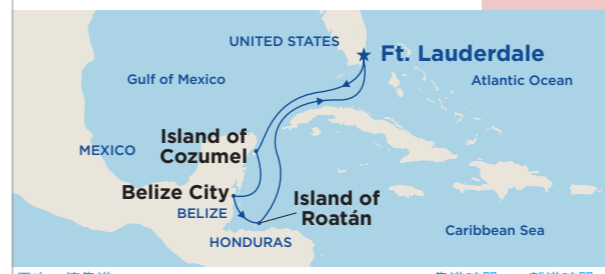 UNITED STATES
Ft. Lauderdale
Gulf of Mexico
Atlantic Ocean
MEXICO
Island of
Cozumel
Belize City
BELIZE
Island of
Roatán
HONDURAS
Caribbean Sea